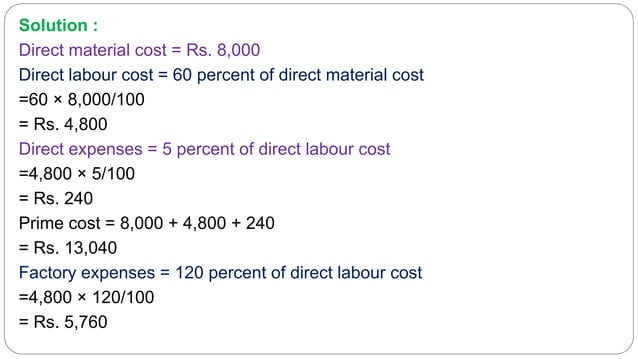 Solution :
Direct material cost = Rs. 8,000
Direct labour cost = 60 percent of direct material cost
=60 × 8,000/100
= Rs. 4,800
Direct expenses = 5 percent of direct labour cost
=4,800 × 5/100
= Rs. 240
Prime cost = 8,000 + 4,800 + 240
= Rs. 13,040
Factory expenses = 120 percent of direct labour cost
=4,800 × 120/100
= Rs. 5,760